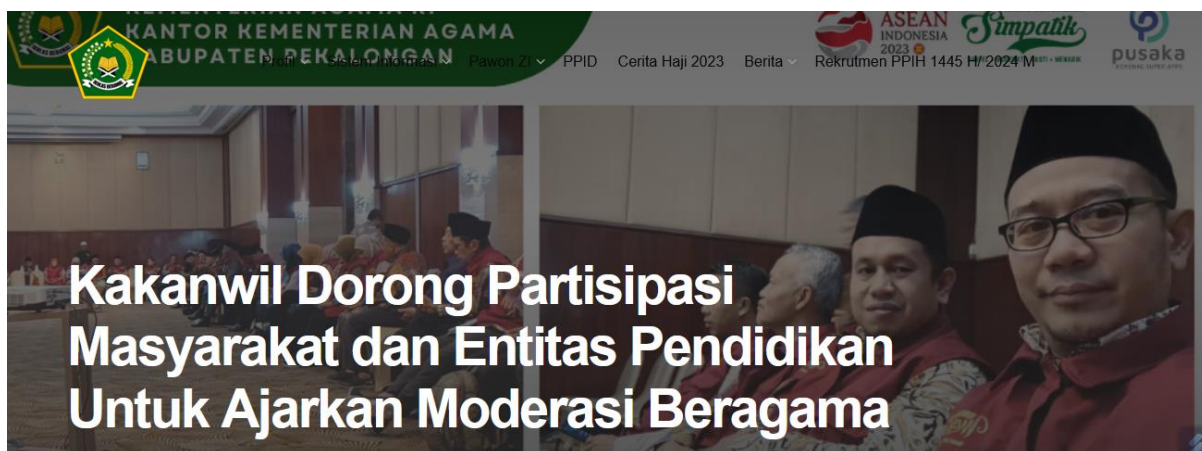 KANTOR KEMENTERIAN AGAMA
KABUPATEN PEKALONGAN
ASEAN
INDONESIA
2023
Simpatik
pusaka
Profil Sistem Informasi Pawon ZI PPID Cerita Haji 2023 Berita Rekrutmen PPIH 1445 H/ 2024 M
Kakanwil Dorong Partisipasi
Masyarakat dan Entitas Pendidikan
Untuk Ajarkan Moderasi Beragama